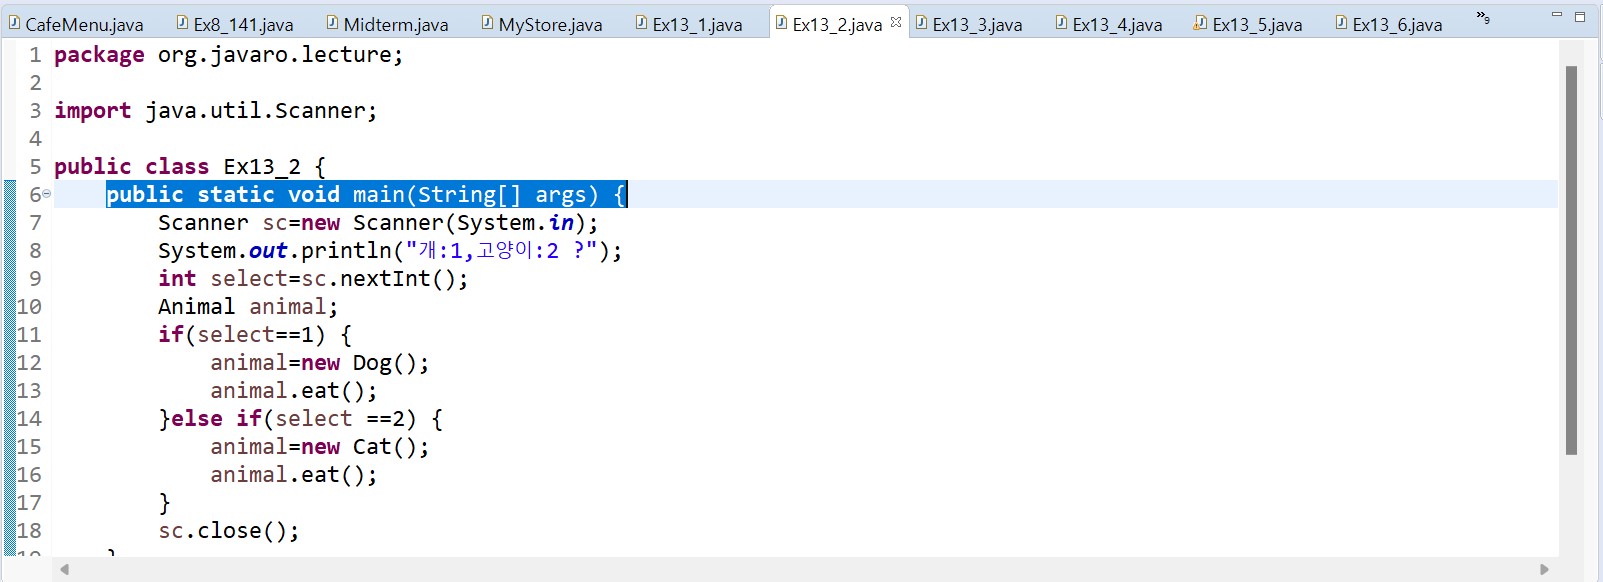 CafeMenu.java Ex8_141.java Midterm.java MyStore.java Ex13_1.java Ex13_2.java Ex13_3.java Ex13_4.java Ex13_5.java Ex13_6.java »9
1 package org.javaro.lecture;
2
3 import java.util.Scanner;
4
5 public class Ex13_2 {
6 public static void main(String[] args) {
7 Scanner sc=new Scanner(System.in);
8 System.out.println("개:1,고양이:2 ?");
9 int select=sc.nextInt();
10 Animal animal;
11 if(select==1) {
12 animal=new Dog();
13 animal.eat();
14 }else if(select ==2) {
15 animal=new Cat();
16 animal.eat();
17 }
18 sc.close();